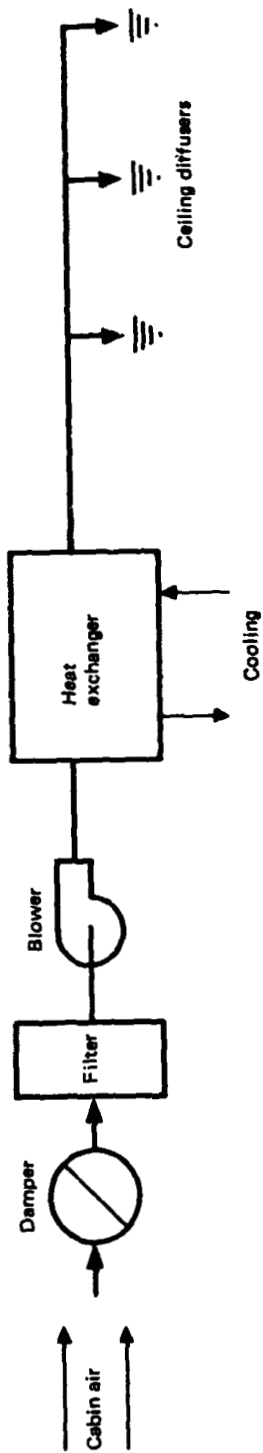 Cabin air
Damper
Filter
Blower
Heat
exchanger
Cooling
Ceiling diffusers